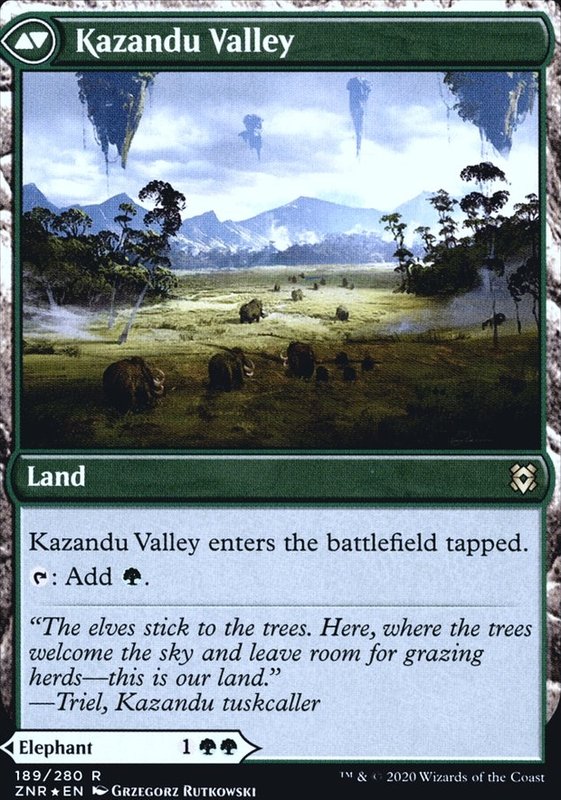 Kazandu Valley
Land
Kazandu Valley enters the battlefield tapped.
: Add .
“The elves stick to the trees. Here, where the trees
welcome the sky and leave room for grazing
herds—this is our land.”
—Triel, Kazandu tuskcaller
Elephant 1
189/280 R
ZNR★EN GRZEGORZ RUTKOWSKI
™ & © 2020 Wizards of the Coast